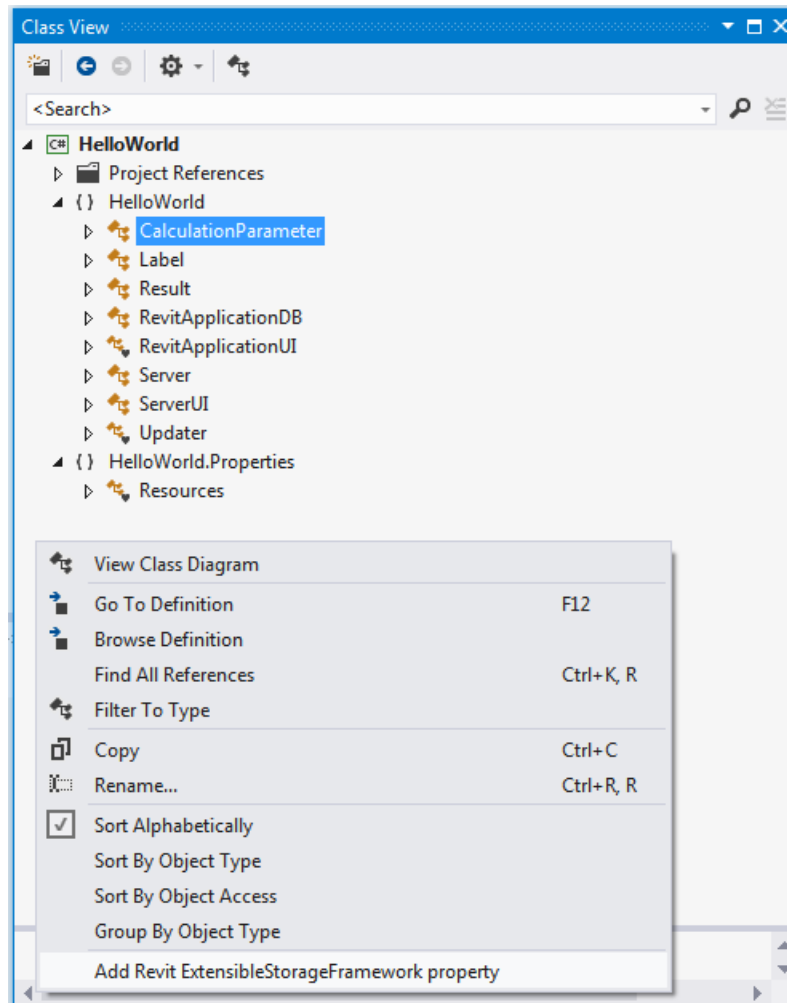 Class View
<Search>
C# HelloWorld
Project References
{} HelloWorld
CalculationParameter
Label
Result
RevitApplicationDB
RevitApplicationUI
Server
ServerUI
Updater
{} HelloWorld.Properties
Resources
View Class Diagram
Go To Definition F12
Browse Definition
Find All References Ctrl+K, R
Filter To Type
Copy Ctrl+C
Rename... Ctrl+R, R
Sort Alphabetically
Sort By Object Type
Sort By Object Access
Group By Object Type
Add Revit ExtensibleStorageFramework property